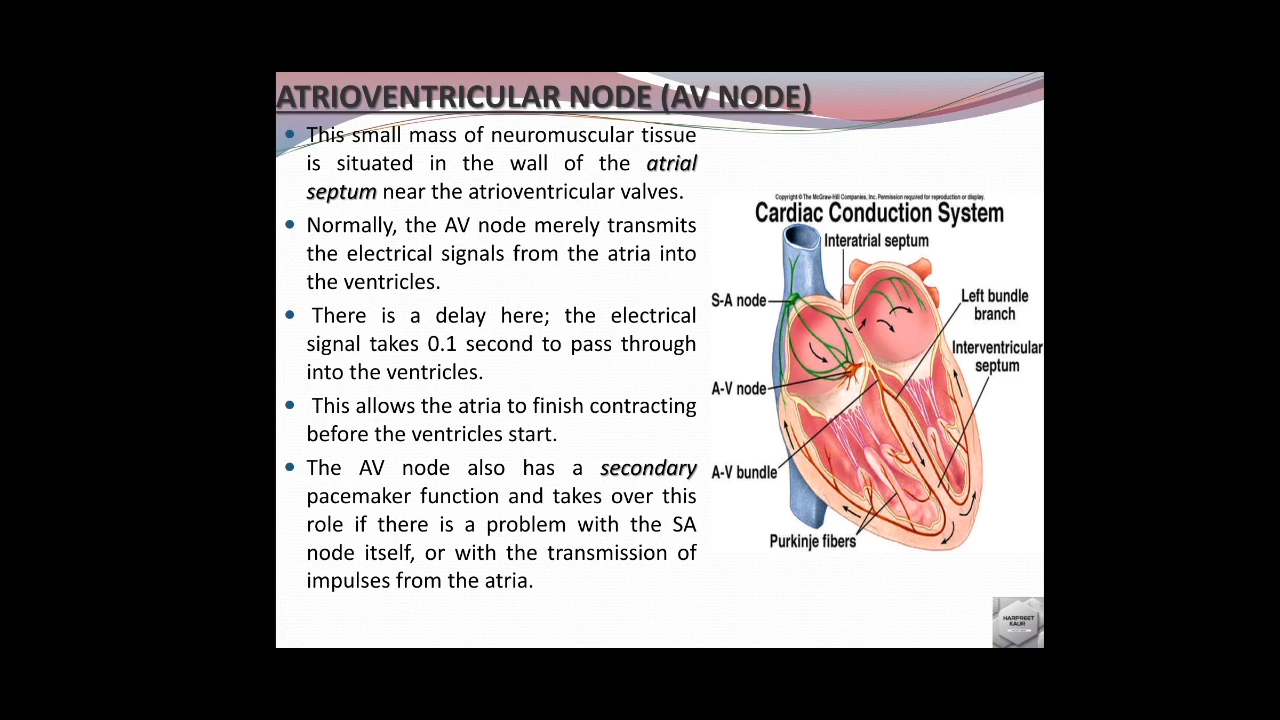 ATRIOVENTRICULAR NODE (AV NODE)
This small mass of neuromuscular tissue
is situated in the wall of the atrial
septum near the atrioventricular valves.
Normally, the AV node merely transmits
the electrical signals from the atria into
the ventricles.
There is a delay here; the electrical
signal takes 0.1 second to pass through
into the ventricles.
This allows the atria to finish contracting
before the ventricles start.
The AV node also has a secondary
pacemaker function and takes over this
role if there is a problem with the SA
node itself, or with the transmission of
impulses from the atria.
Copyright © The McGraw-Hill Companies, Inc. Permission required for reproduction or display.
Cardiac Conduction System
Interatrial septum
S-A node
Left bundle
branch
Interventricular
septum
A-V node
A-V bundle
Purkinje fibers
HARPREET
KAUR